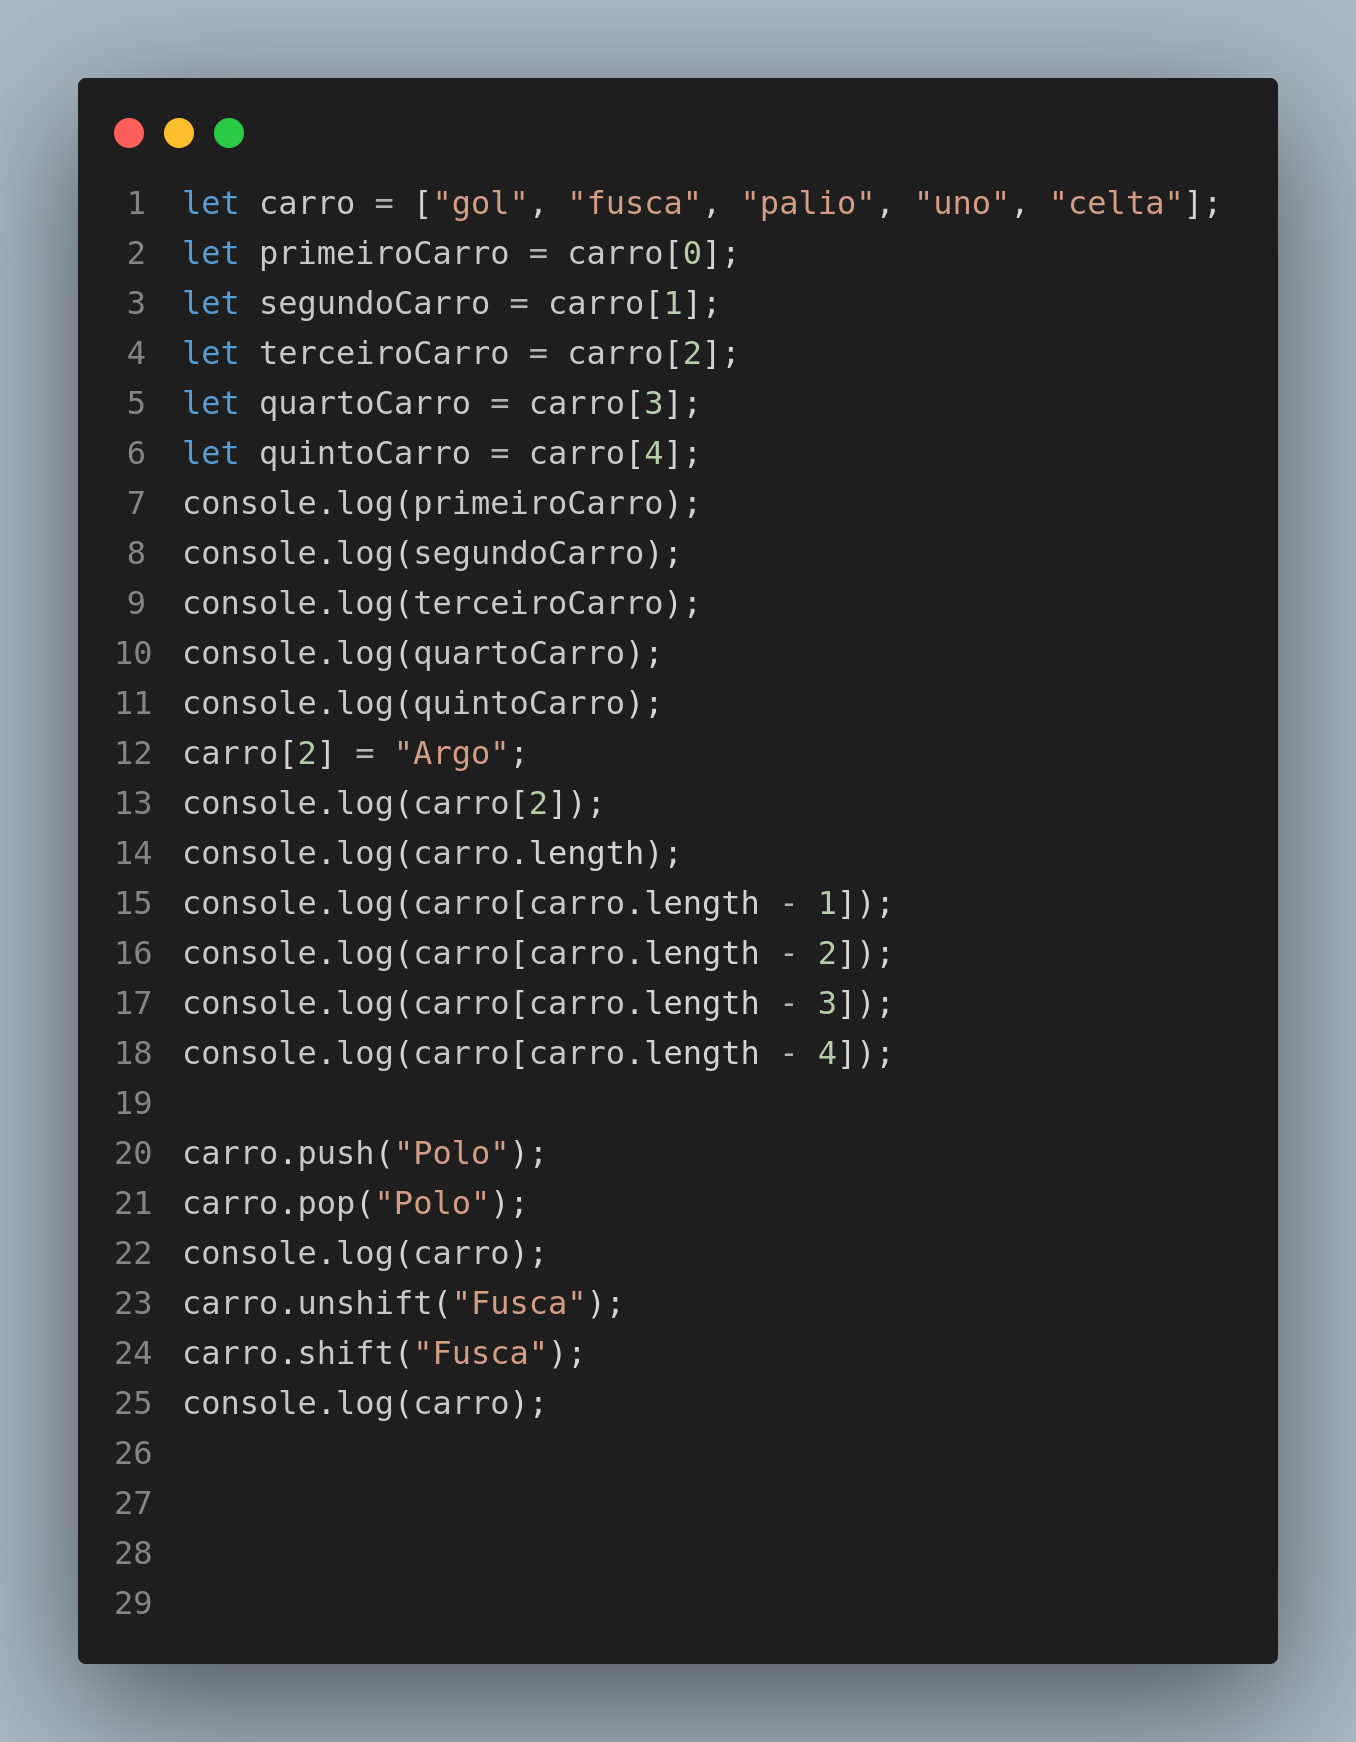 1 let carro = ["gol", "fusca", "palio", "uno", "celta"];
2 let primeiroCarro = carro[0];
3 let segundoCarro = carro[1];
4 let terceiroCarro = carro[2];
5 let quartoCarro = carro[3];
6 let quintoCarro = carro[4];
7 console.log(primeiroCarro);
8 console.log(segundoCarro);
9 console.log(terceiroCarro);
10 console.log(quartoCarro);
11 console.log(quintoCarro);
12 carro[2] = "Argo";
13 console.log(carro[2]);
14 console.log(carro.length);
15 console.log(carro[carro.length - 1]);
16 console.log(carro[carro.length - 2]);
17 console.log(carro[carro.length - 3]);
18 console.log(carro[carro.length - 4]);
19
20 carro.push("Polo");
21 carro.pop("Polo");
22 console.log(carro);
23 carro.unshift("Fusca");
24 carro.shift("Fusca");
25 console.log(carro);
26
27
28
29